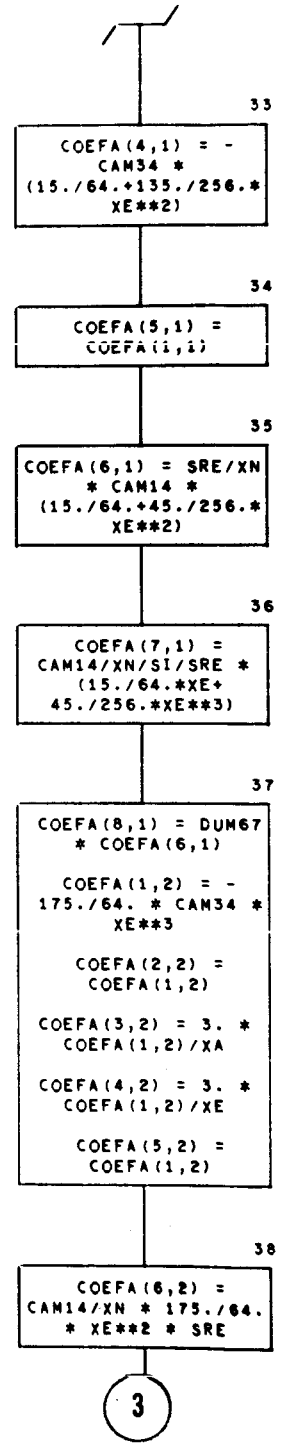 33
COEFA(4,1) = -
CAM34 *
(15./64.+135./256.*
XE**2)
34
COEFA(5,1) =
COEFA(1,1)
35
COEFA(6,1) = SRE/XN
* CAM14 *
(15./64.+45./256.*
XE**2)
36
COEFA(7,1) =
CAM14/XN/SI/SRE *
(15./64.*XE+
45./256.*XE**3)
37
COEFA(8,1) = DUM67
* COEFA(6,1)
COEFA(1,2) = -
175./64. * CAM34 *
XE**3
COEFA(2,2) =
COEFA(1,2)
COEFA(3,2) = 3. *
COEFA(1,2)/XA
COEFA(4,2) = 3. *
COEFA(1,2)/XE
COEFA(5,2) =
COEFA(1,2)
38
COEFA(6,2) =
CAM14/XN * 175./64.
* XE**2 * SRE
3